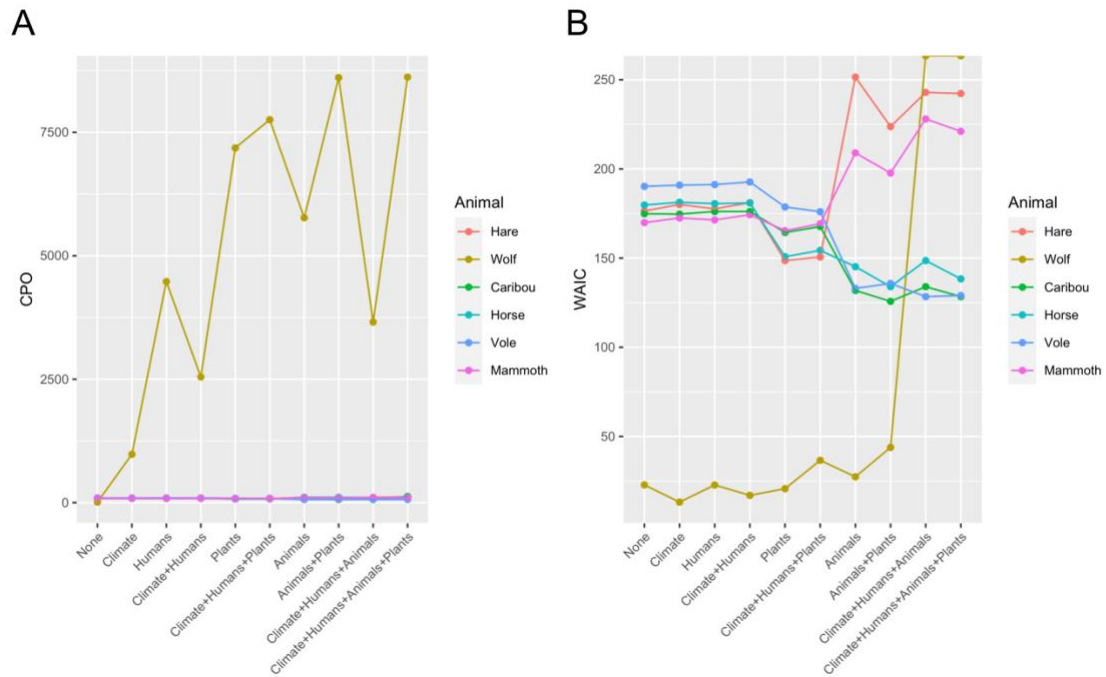 A
CPO
7500
5000
2500
0
None
Climate
Humans
Climate+Humans
Plants
Climate+Humans+Plants
Animals
Animals+Plants
Climate+Humans+Animals
Climate+Humans+Animals+Plants
Animal
Hare
Wolf
Caribou
Horse
Vole
Mammoth
B
WAIC
250
200
150
100
50
None
Climate
Humans
Climate+Humans
Plants
Climate+Humans+Plants
Animals
Animals+Plants
Climate+Humans+Animals
Climate+Humans+Animals+Plants
Animal
Hare
Wolf
Caribou
Horse
Vole
Mammoth